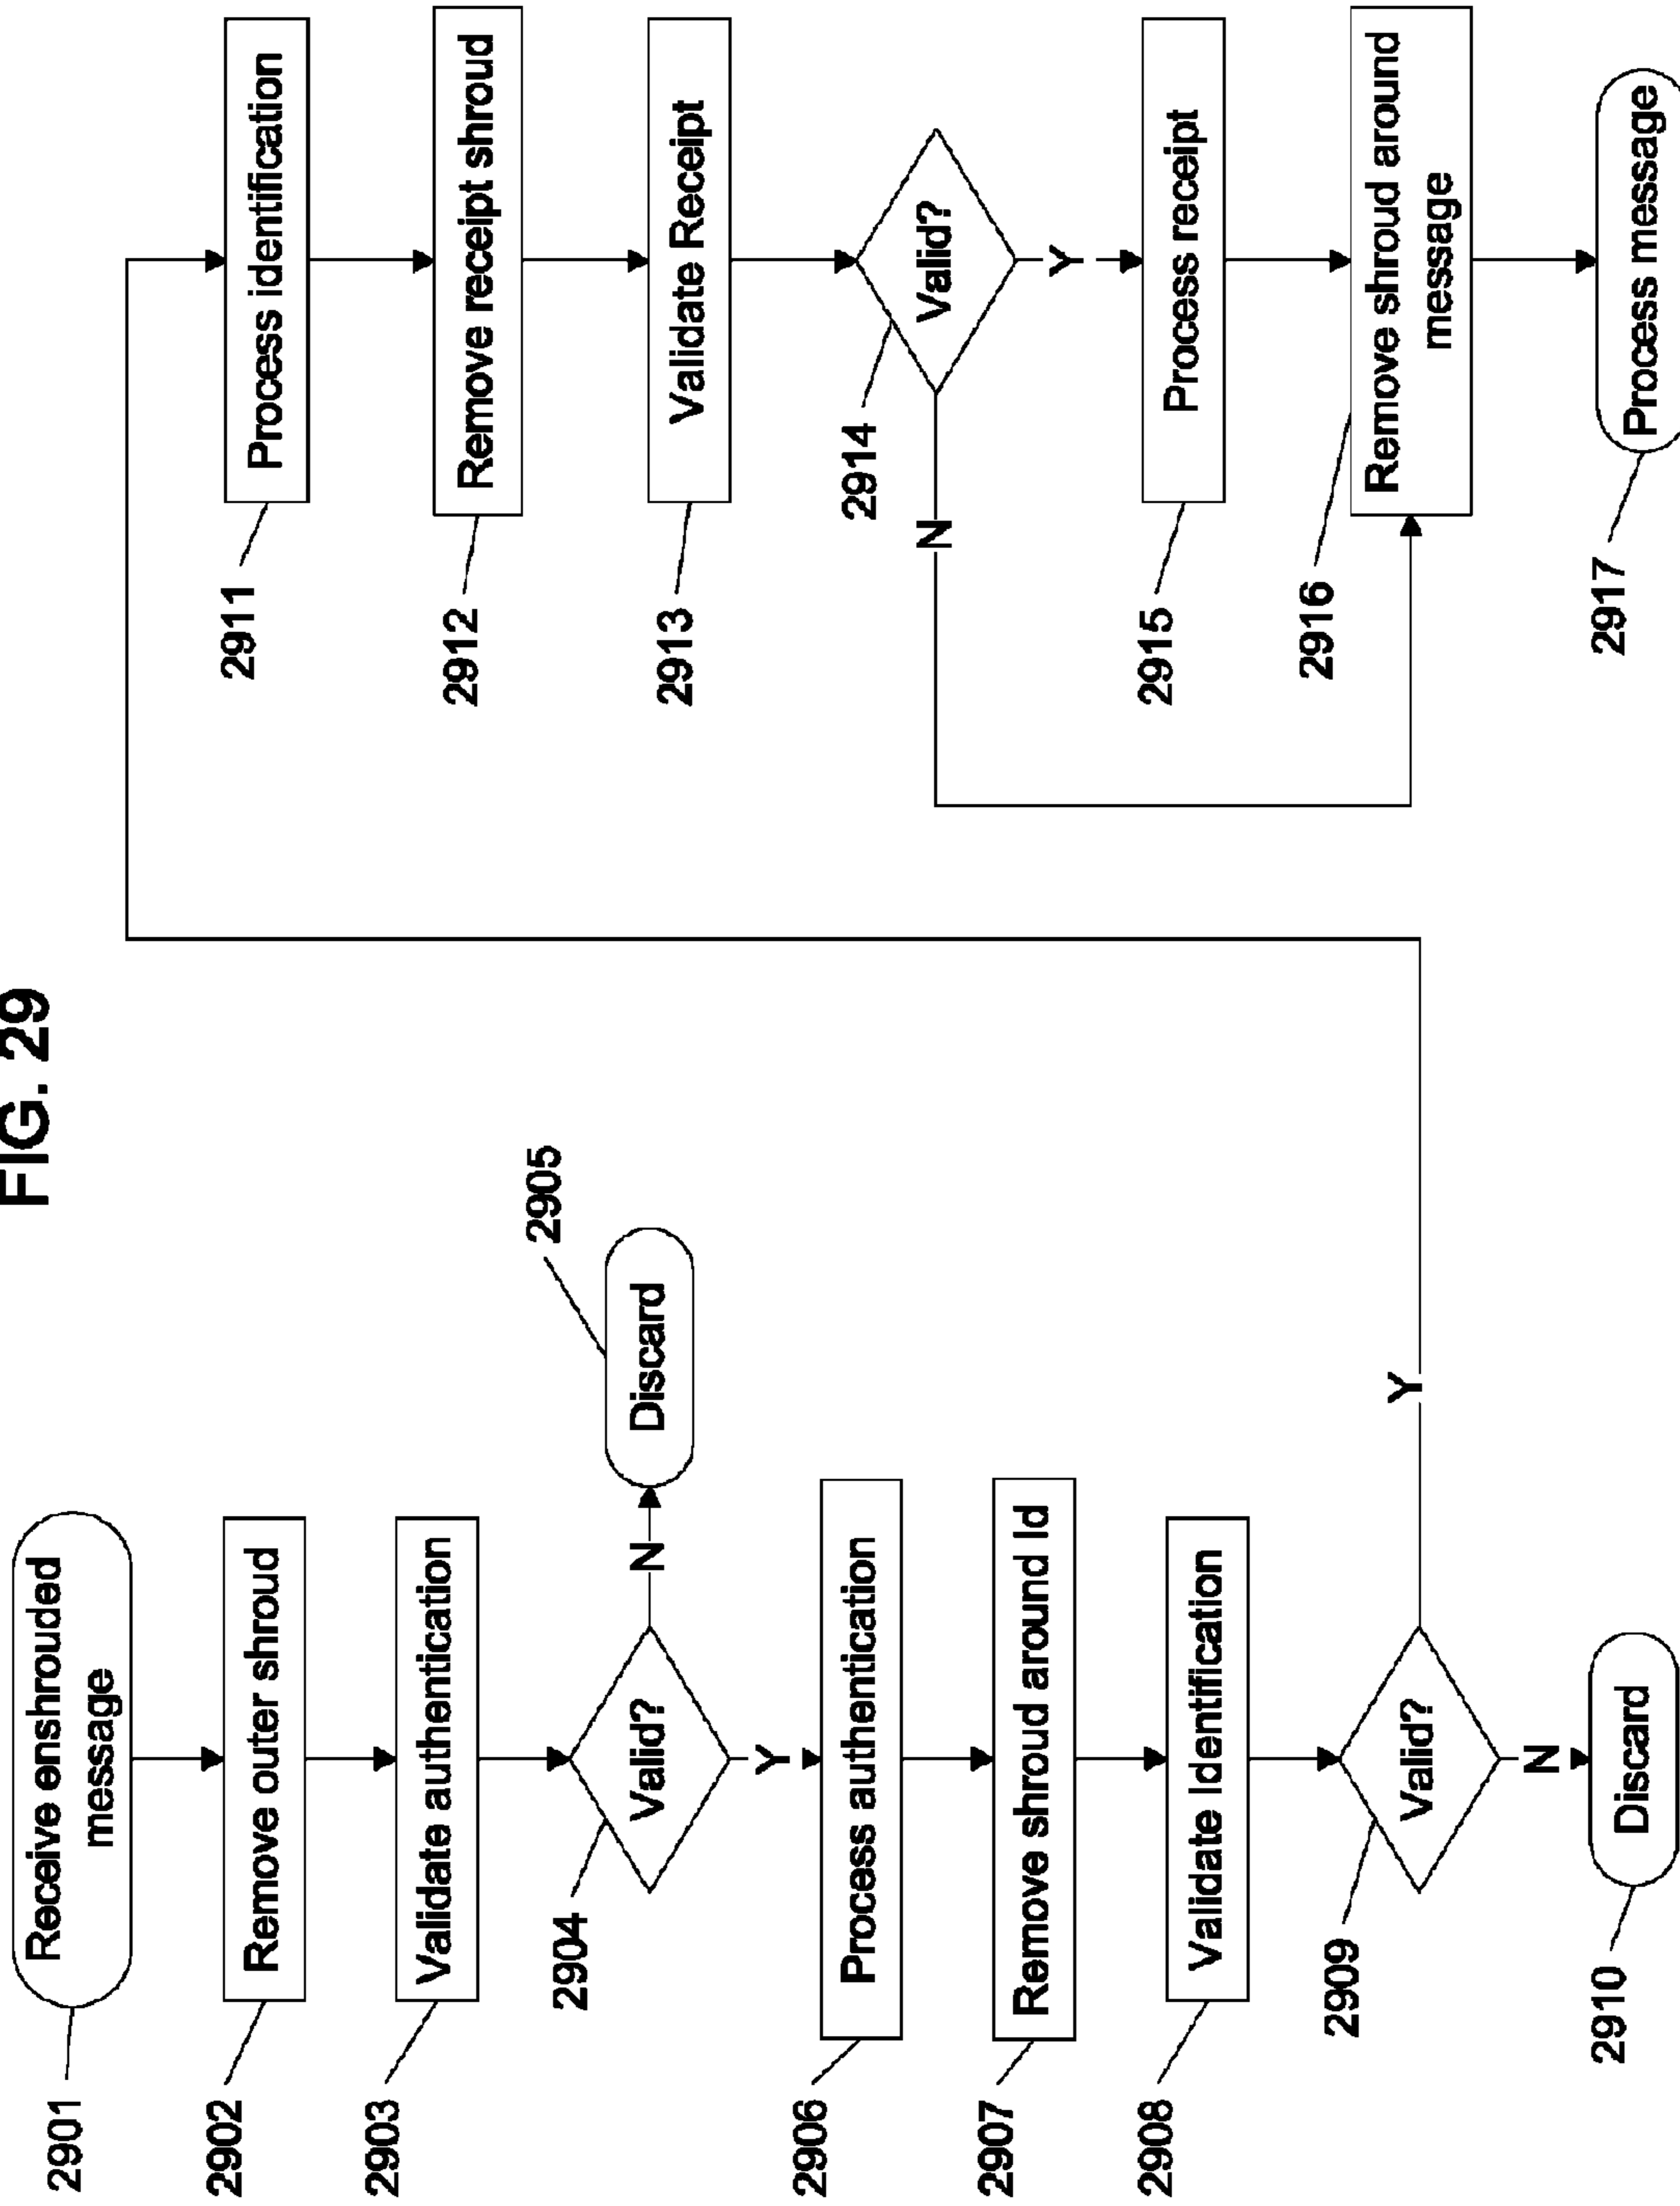 FIG. 29
2901
Receive enshrouded
message
2902
Remove outer shroud
2903
Validate authentication
2904
Valid?
N
2905
Discard
Y
2906
Process authentication
2907
Remove shroud around Id
2908
Validate Identification
2909
Valid?
Y
N
2910
Discard
2911
Process identification
2912
Remove receipt shroud
2913
Validate Receipt
2914
Valid?
N
Y
2915
Process receipt
2916
Remove shroud around
message
2917
Process message